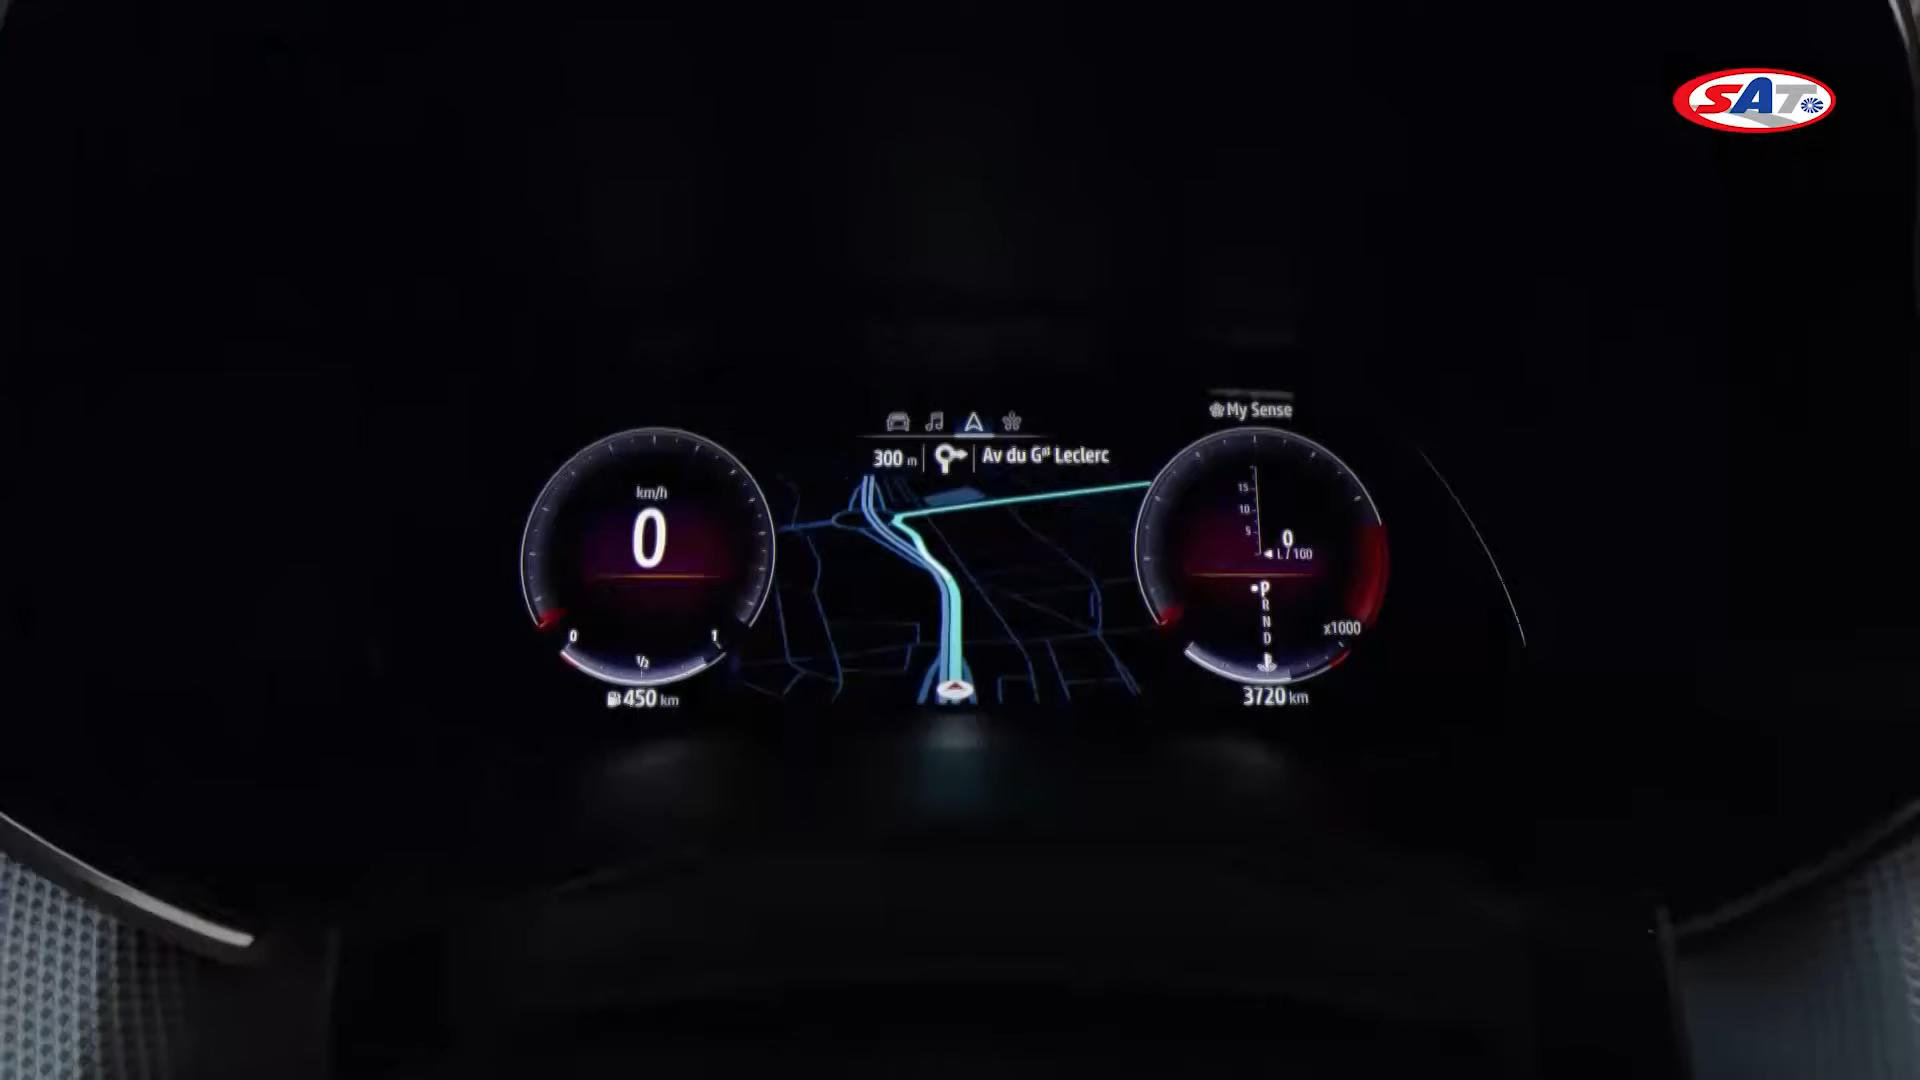 SAT
My Sense
300 m
Av du Gᵃˡ Leclerc
km/h
0
15
10
5
0
L / 100
P
R
N
D
0
1/2
1
x1000
450 km
3720 km